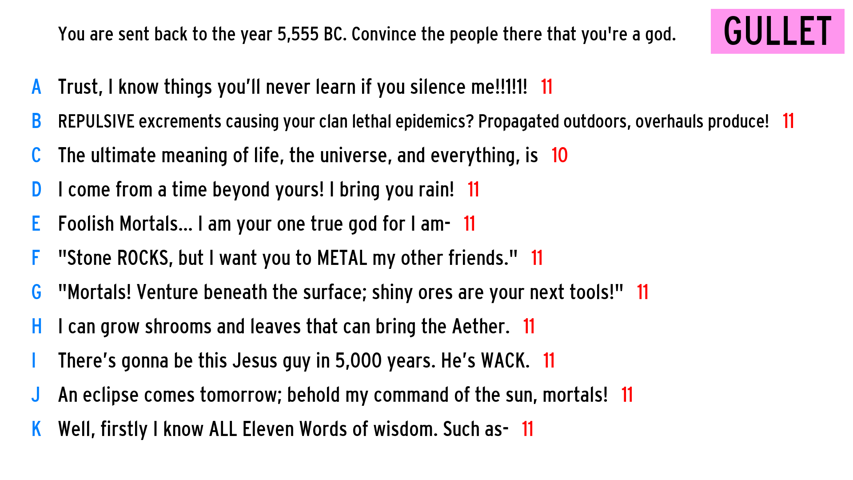 You are sent back to the year 5,555 BC. Convince the people there that you're a god.
GULLET
A Trust, I know things you’ll never learn if you silence me!!1!1! 11
B REPULSIVE excrements causing your clan lethal epidemics? Propagated outdoors, overhauls produce! 11
C The ultimate meaning of life, the universe, and everything, is 10
D I come from a time beyond yours! I bring you rain! 11
E Foolish Mortals... I am your one true god for I am- 11
F "Stone ROCKS, but I want you to METAL my other friends." 11
G "Mortals! Venture beneath the surface; shiny ores are your next tools!" 11
H I can grow shrooms and leaves that can bring the Aether. 11
I There’s gonna be this Jesus guy in 5,000 years. He’s WACK. 11
J An eclipse comes tomorrow; behold my command of the sun, mortals! 11
K Well, firstly I know ALL Eleven Words of wisdom. Such as- 11